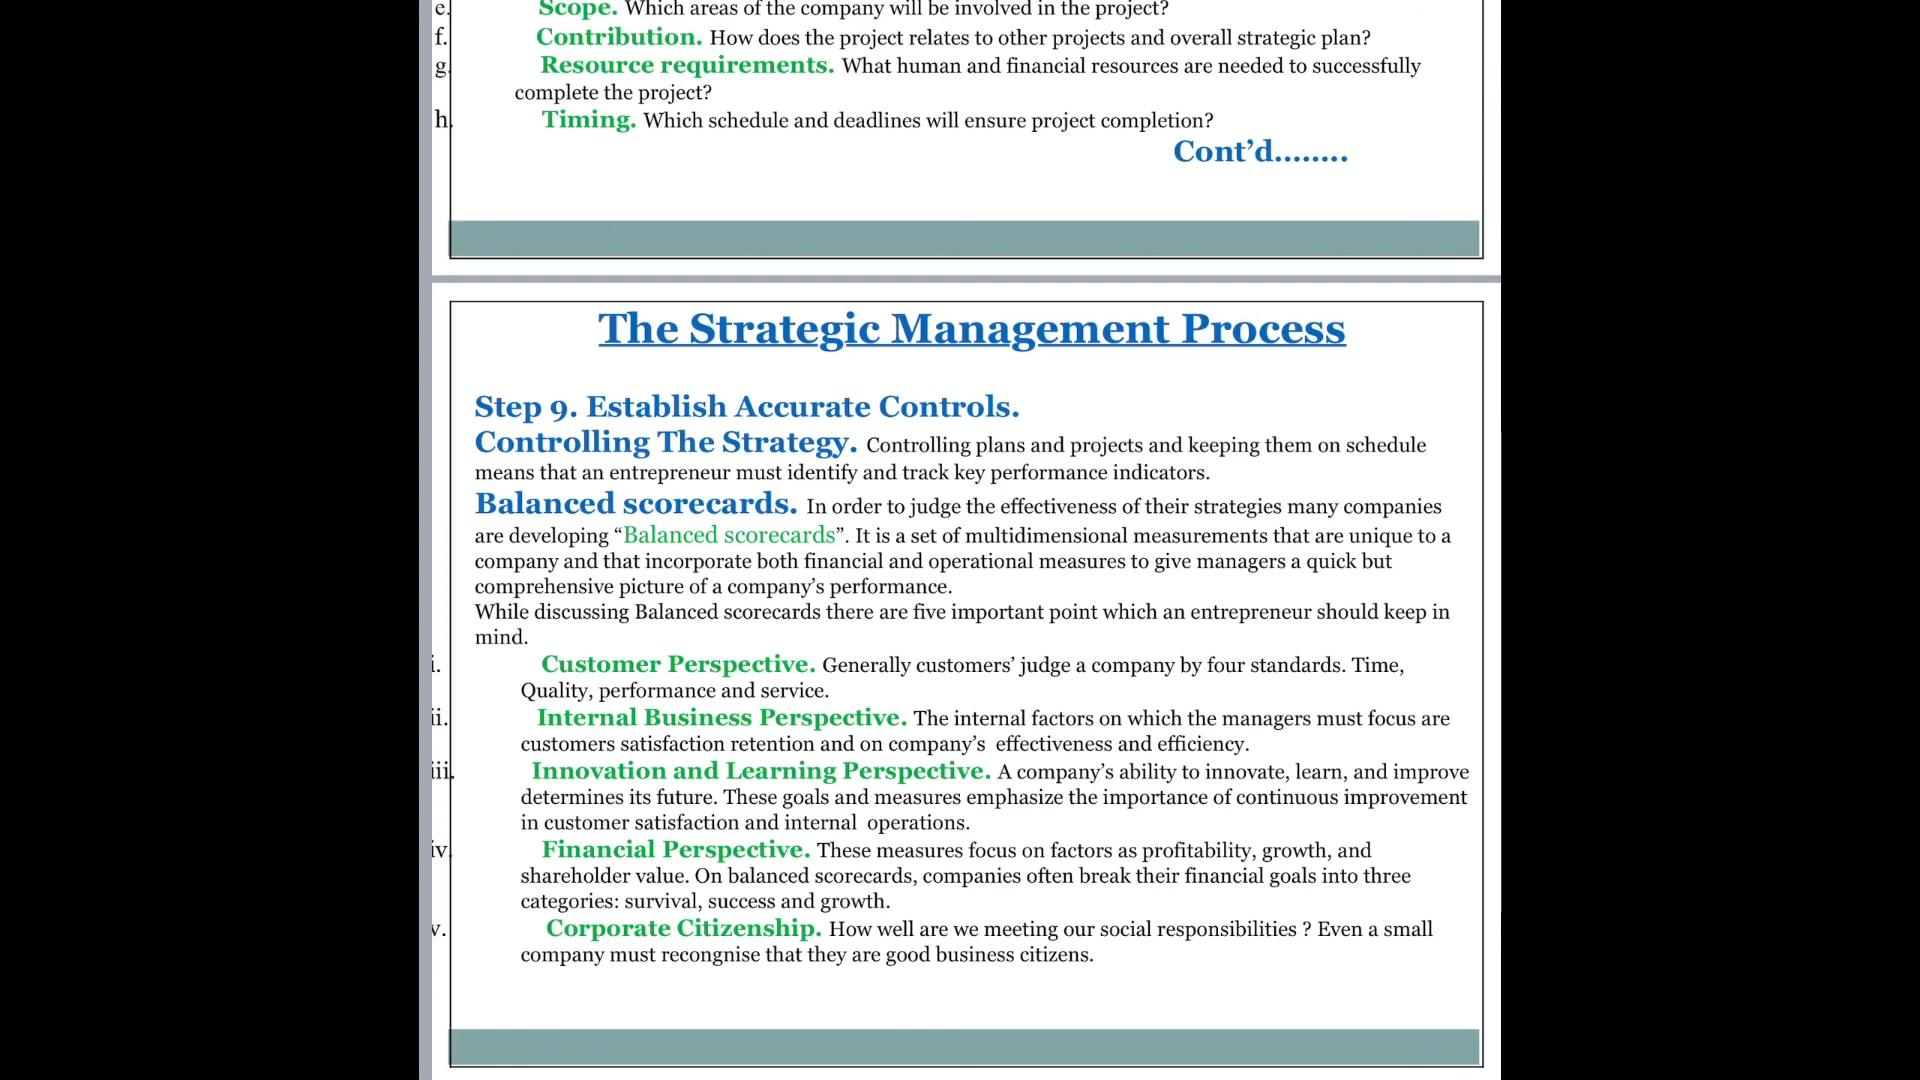 e. Scope. Which areas of the company will be involved in the project?
f. Contribution. How does the project relates to other projects and overall strategic plan?
g. Resource requirements. What human and financial resources are needed to successfully
complete the project?
h. Timing. Which schedule and deadlines will ensure project completion?
Cont’d........
The Strategic Management Process
Step 9. Establish Accurate Controls.
Controlling The Strategy. Controlling plans and projects and keeping them on schedule
means that an entrepreneur must identify and track key performance indicators.
Balanced scorecards. In order to judge the effectiveness of their strategies many companies
are developing “Balanced scorecards”. It is a set of multidimensional measurements that are unique to a
company and that incorporate both financial and operational measures to give managers a quick but
comprehensive picture of a company’s performance.
While discussing Balanced scorecards there are five important point which an entrepreneur should keep in
mind.
i. Customer Perspective. Generally customers’ judge a company by four standards. Time,
Quality, performance and service.
ii. Internal Business Perspective. The internal factors on which the managers must focus are
customers satisfaction retention and on company’s effectiveness and efficiency.
iii. Innovation and Learning Perspective. A company’s ability to innovate, learn, and improve
determines its future. These goals and measures emphasize the importance of continuous improvement
in customer satisfaction and internal operations.
iv. Financial Perspective. These measures focus on factors as profitability, growth, and
shareholder value. On balanced scorecards, companies often break their financial goals into three
categories: survival, success and growth.
v. Corporate Citizenship. How well are we meeting our social responsibilities ? Even a small
company must recongnise that they are good business citizens.